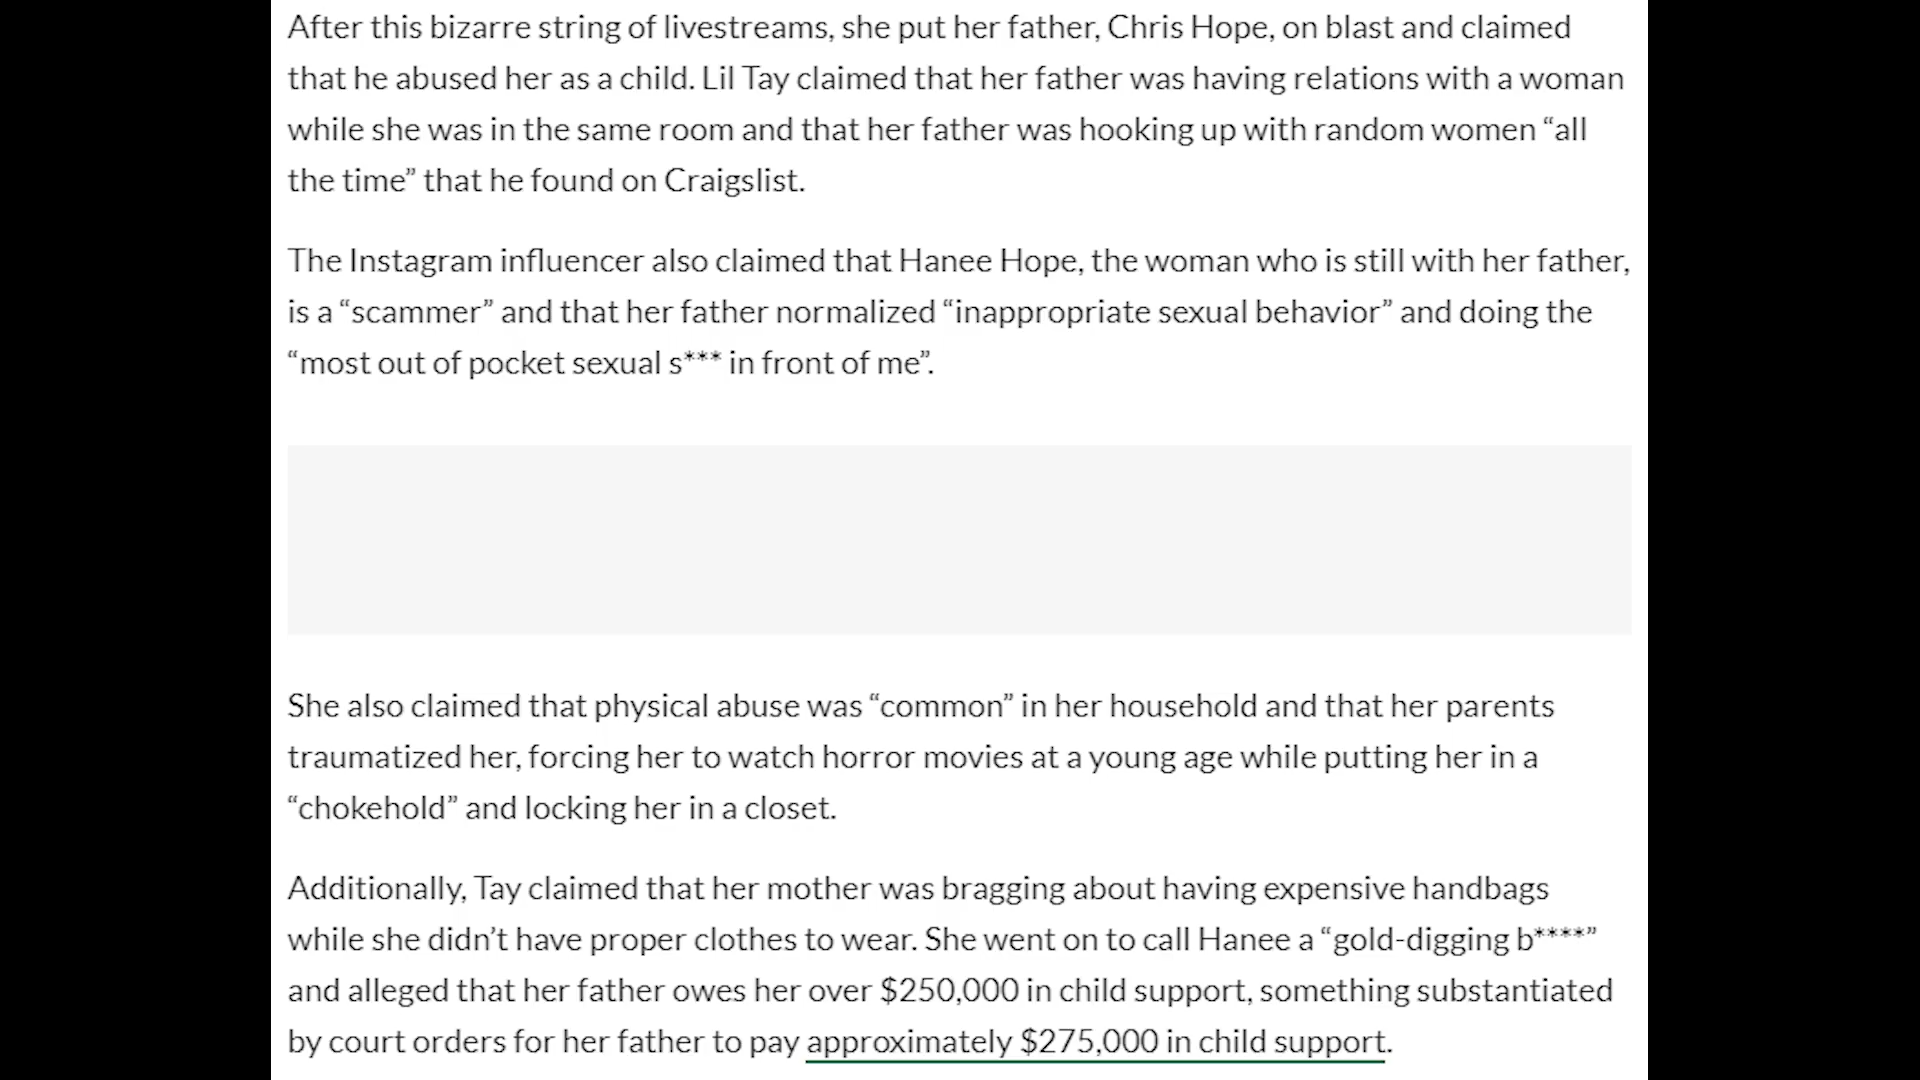 After this bizarre string of livestreams, she put her father, Chris Hope, on blast and claimed
that he abused her as a child. Lil Tay claimed that her father was having relations with a woman
while she was in the same room and that her father was hooking up with random women “all
the time” that he found on Craigslist.
The Instagram influencer also claimed that Hanee Hope, the woman who is still with her father,
is a “scammer” and that her father normalized “inappropriate sexual behavior” and doing the
“most out of pocket sexual s*** in front of me”.
She also claimed that physical abuse was “common” in her household and that her parents
traumatized her, forcing her to watch horror movies at a young age while putting her in a
“chokehold” and locking her in a closet.
Additionally, Tay claimed that her mother was bragging about having expensive handbags
while she didn’t have proper clothes to wear. She went on to call Hanee a “gold-digging b****”
and alleged that her father owes her over $250,000 in child support, something substantiated
by court orders for her father to pay approximately $275,000 in child support.